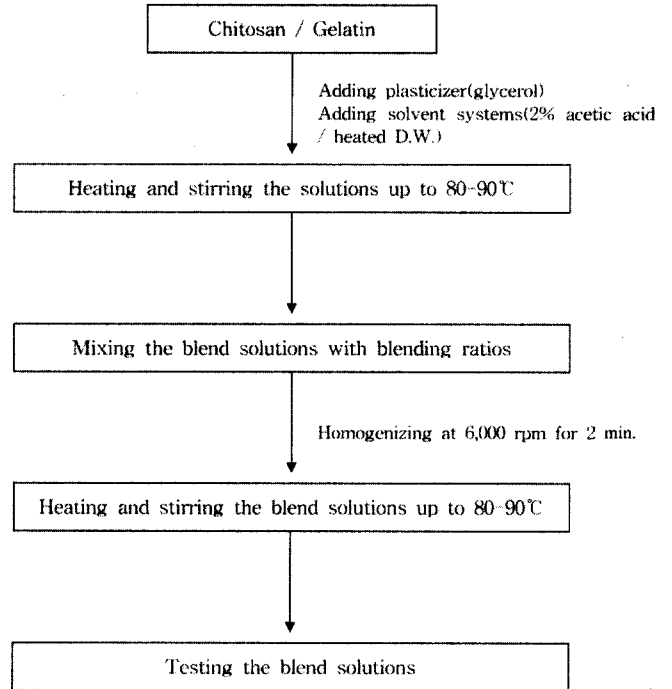 Chitosan / Gelatin
Adding plasticizer(glycerol)
Adding solvent systems(2% acetic acid
/ heated D.W.)
Heating and stirring the solutions up to 80-90℃
Mixing the blend solutions with blending ratios
Homogenizing at 6,000 rpm for 2 min.
Heating and stirring the blend solutions up to 80-90℃
Testing the blend solutions